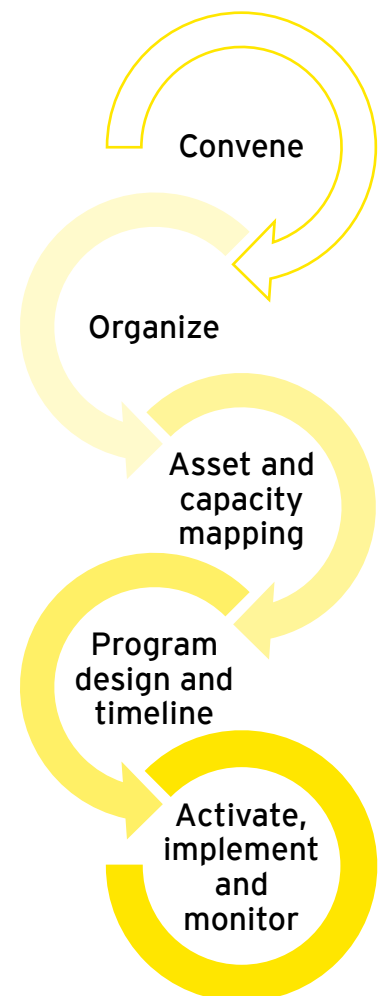 Convene
Organize
Asset and
capacity
mapping
Program
design and
timeline
Activate,
implement
and
monitor